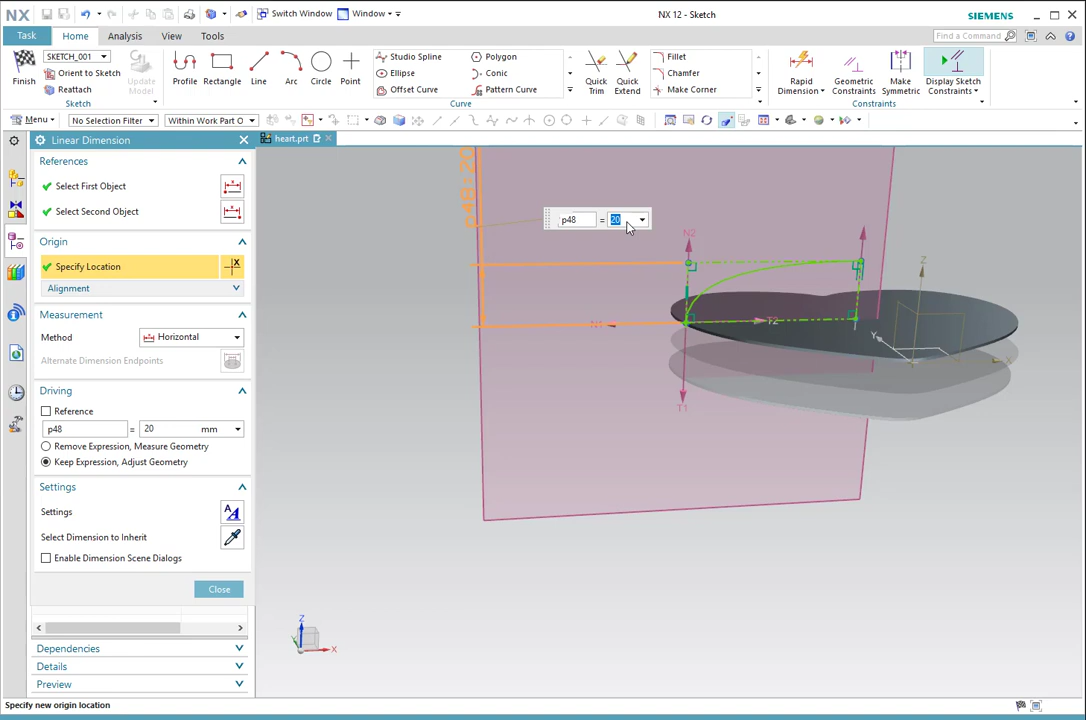 NX
Switch Window
Window
NX 12 - Sketch
SIEMENS
Task
Home
Analysis
View
Tools
Find a Command
Finish
SKETCH_001
Orient to Sketch
Reattach
Update Model
Sketch
Profile
Rectangle
Line
Arc
Circle
Point
Studio Spline
Ellipse
Offset Curve
Polygon
Conic
Pattern Curve
Curve
Quick Trim
Quick Extend
Fillet
Chamfer
Make Corner
Rapid Dimension
Geometric Constraints
Make Symmetric
Display Sketch Constraints
Constraints
Menu
No Selection Filter
Within Work Part O
Linear Dimension
heart.prt
References
Select First Object
Select Second Object
Origin
Specify Location
Alignment
Measurement
Method
Horizontal
Alternate Dimension Endpoints
Driving
Reference
p48 = 20 mm
Remove Expression, Measure Geometry
Keep Expression, Adjust Geometry
Settings
Settings
Select Dimension to Inherit
Enable Dimension Scene Dialogs
Close
Dependencies
Details
Preview
Specify new origin location
p48 = 20
p48:20
N2
N1
T2
T1
Z
Y
X
Z
Y
X